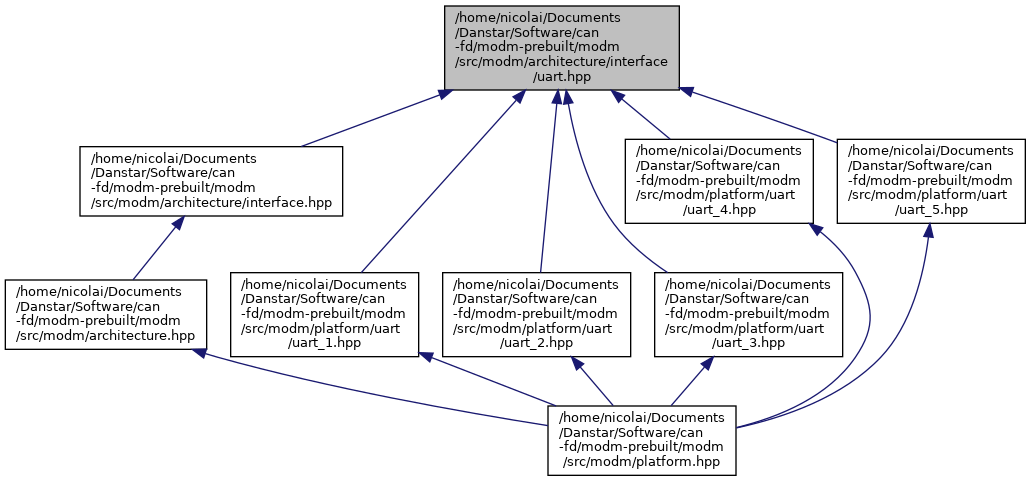 /home/nicolai/Documents
/Danstar/Software/can
-fd/modm-prebuilt/modm
/src/modm/architecture/interface
/uart.hpp
/home/nicolai/Documents
/Danstar/Software/can
-fd/modm-prebuilt/modm
/src/modm/architecture/interface.hpp
/home/nicolai/Documents
/Danstar/Software/can
-fd/modm-prebuilt/modm
/src/modm/platform/uart
/uart_4.hpp
/home/nicolai/Documents
/Danstar/Software/can
-fd/modm-prebuilt/modm
/src/modm/platform/uart
/uart_5.hpp
/home/nicolai/Documents
/Danstar/Software/can
-fd/modm-prebuilt/modm
/src/modm/architecture.hpp
/home/nicolai/Documents
/Danstar/Software/can
-fd/modm-prebuilt/modm
/src/modm/platform/uart
/uart_1.hpp
/home/nicolai/Documents
/Danstar/Software/can
-fd/modm-prebuilt/modm
/src/modm/platform/uart
/uart_2.hpp
/home/nicolai/Documents
/Danstar/Software/can
-fd/modm-prebuilt/modm
/src/modm/platform/uart
/uart_3.hpp
/home/nicolai/Documents
/Danstar/Software/can
-fd/modm-prebuilt/modm
/src/modm/platform.hpp